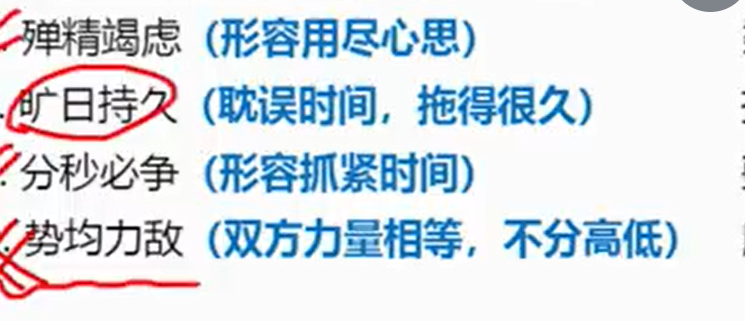 殚精竭虑（形容用尽心思）
旷日持久（耽误时间，拖得很久）
分秒必争（形容抓紧时间）
势均力敌（双方力量相等，不分高低）